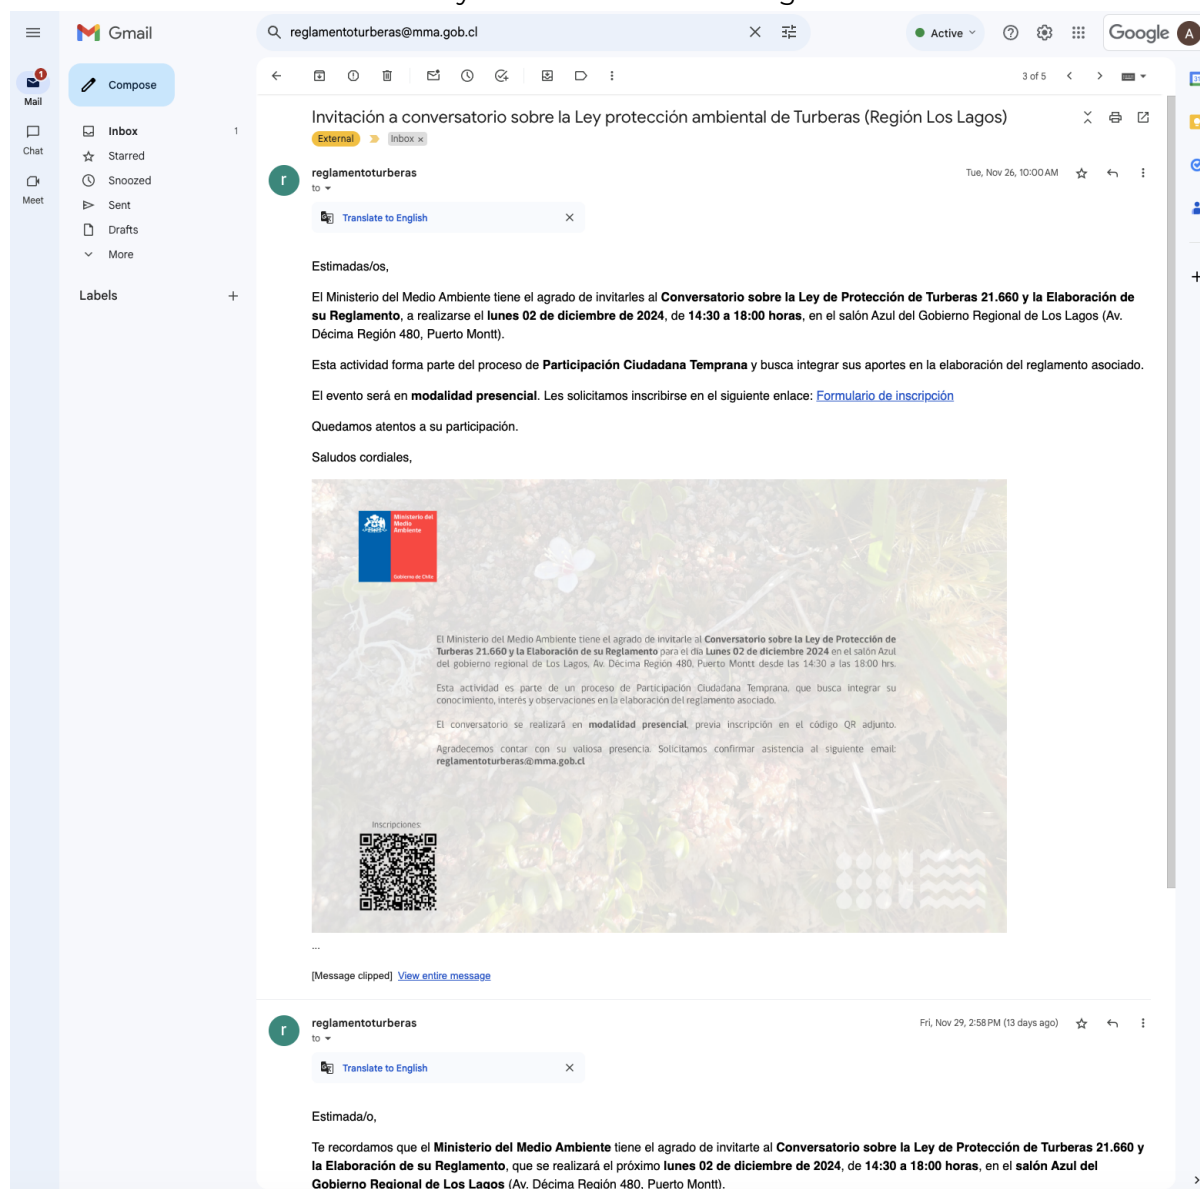 Gmail
reglamentoturberas@mma.gob.cl
Active
Google
A
1
Mail
Compose
3 of 5
Chat
Meet
Inbox 1
Starred
Snoozed
Sent
Drafts
More
Labels
Invitación a conversatorio sobre la Ley protección ambiental de Turberas (Región Los Lagos)
External Inbox x
r
reglamentoturberas
Tue, Nov 26, 10:00 AM
to
Translate to English
Estimadas/os,
El Ministerio del Medio Ambiente tiene el agrado de invitarles al Conversatorio sobre la Ley de Protección de Turberas 21.660 y la Elaboración de
su Reglamento, a realizarse el lunes 02 de diciembre de 2024, de 14:30 a 18:00 horas, en el salón Azul del Gobierno Regional de Los Lagos (Av.
Décima Región 480, Puerto Montt).
Esta actividad forma parte del proceso de Participación Ciudadana Temprana y busca integrar sus aportes en la elaboración del reglamento asociado.
El evento será en modalidad presencial. Les solicitamos inscribirse en el siguiente enlace: Formulario de inscripción
Quedamos atentos a su participación.
Saludos cordiales,
Ministerio del
Medio
Ambiente
Gobierno de Chile
El Ministerio del Medio Ambiente tiene el agrado de invitarle al Conversatorio sobre la Ley de Protección de
Turberas 21.660 y la Elaboración de su Reglamento para el día Lunes 02 de diciembre 2024 en el salón Azul
del gobierno regional de Los Lagos, Av. Décima Región 480, Puerto Montt desde las 14:30 a las 18:00 hrs.
Esta actividad es parte de un proceso de Participación Ciudadana Temprana, que busca integrar su
conocimiento, interés y observaciones en la elaboración del reglamento asociado.
El conversatorio se realizará en modalidad presencial, previa inscripción en el código QR adjunto.
Agradecemos contar con su valiosa presencia. Solicitamos confirmar asistencia al siguiente email:
reglamentoturberas@mma.gob.cl
Inscripciones:
...
[Message clipped] View entire message
r
reglamentoturberas
Fri, Nov 29, 2:58 PM (13 days ago)
to
Translate to English
Estimada/o,
Te recordamos que el Ministerio del Medio Ambiente tiene el agrado de invitarte al Conversatorio sobre la Ley de Protección de Turberas 21.660 y
la Elaboración de su Reglamento, que se realizará el próximo lunes 02 de diciembre de 2024, de 14:30 a 18:00 horas, en el salón Azul del
Gobierno Regional de Los Lagos (Av. Décima Región 480, Puerto Montt).